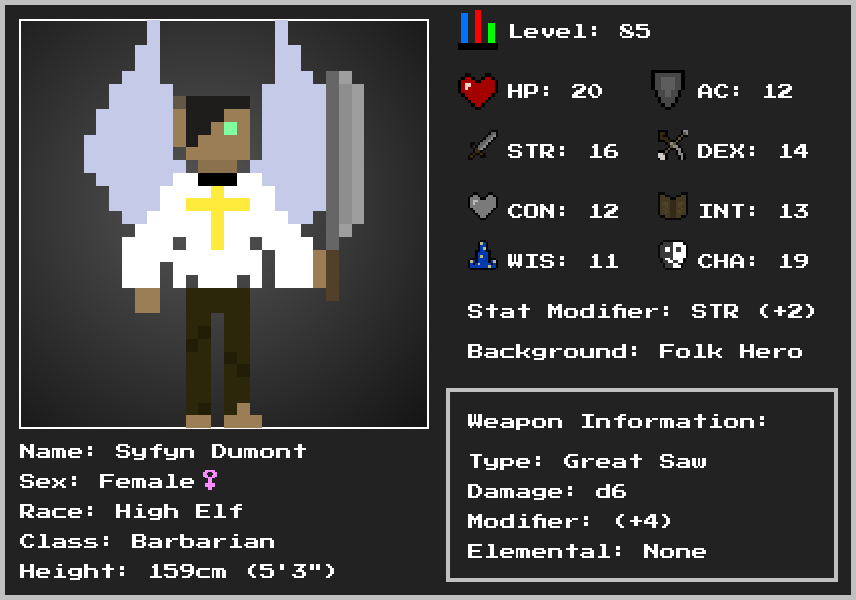 Level: 85
HP: 20
AC: 12
STR: 16
DEX: 14
CON: 12
INT: 13
WIS: 11
CHA: 19
Stat Modifier: STR (+2)
Background: Folk Hero
Weapon Information:
Type: Great Saw
Damage: d6
Modifier: (+4)
Elemental: None
Name: Syfyn Dumont
Sex: Female♀
Race: High Elf
Class: Barbarian
Height: 159cm (5'3")